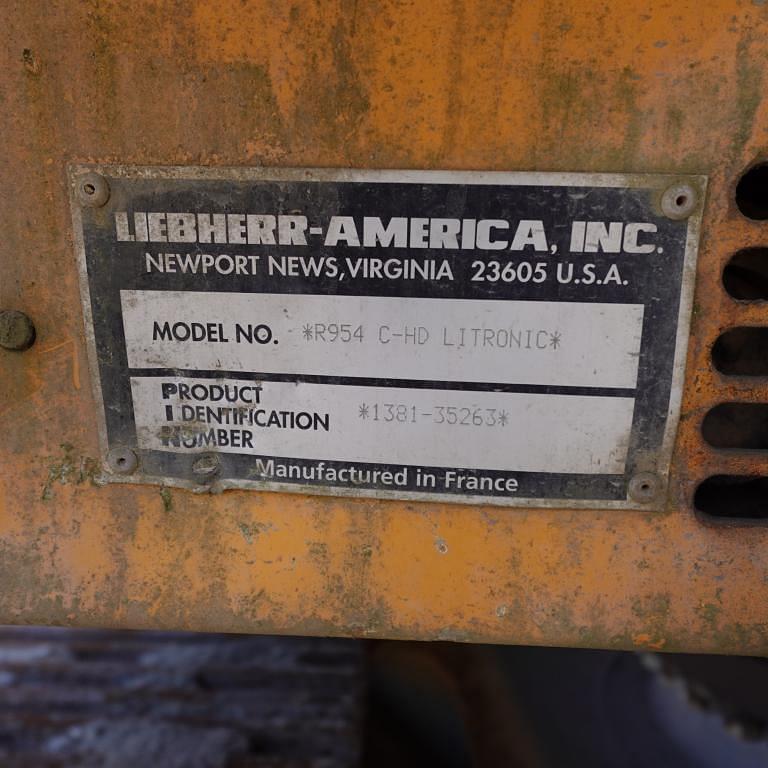 LIEBHERR-AMERICA, INC.
NEWPORT NEWS, VIRGINIA 23605 U.S.A.
MODEL NO. *R954 C-HD LITRONIC*
PRODUCT
IDENTIFICATION *1381-35263*
NUMBER
Manufactured in France